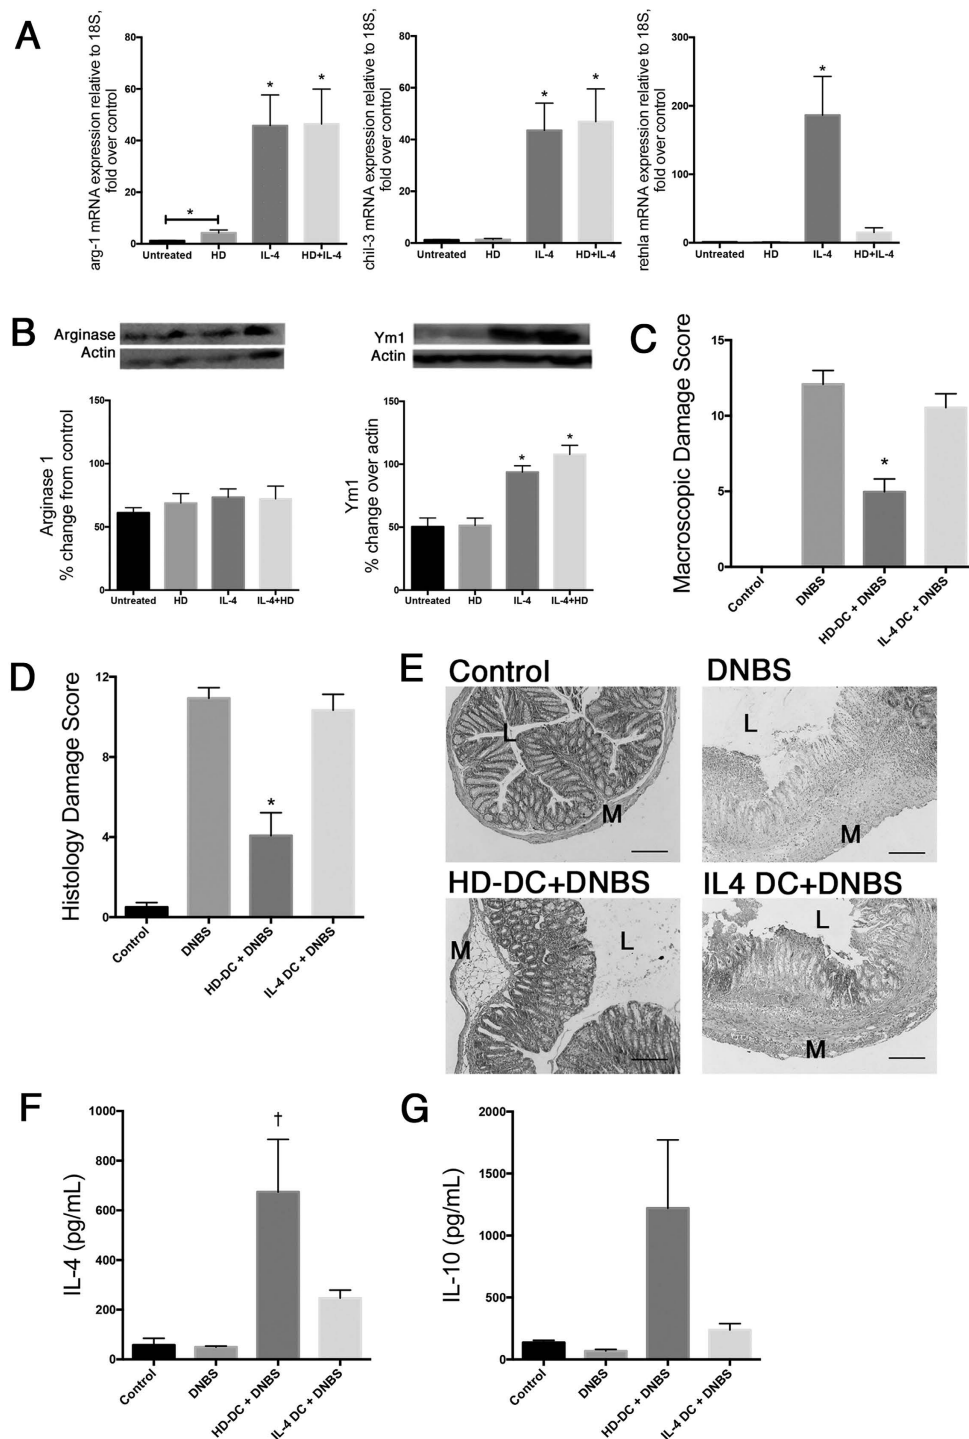 A
arg-1 mRNA expression relative to 18S,
fold over control
80
60
40
20
0
*
*
*
Untreated
HD
IL-4
HD+IL-4
chil-3 mRNA expression relative to 18S,
fold over control
80
60
40
20
0
*
*
Untreated
HD
IL-4
HD+IL-4
retnla mRNA expression relative to 18S,
fold over control
300
200
100
0
*
Untreated
HD
IL-4
HD+IL-4
B
Arginase
Actin
Arginase 1
% change from control
150
100
50
0
Untreated
HD
IL-4
IL-4+HD
Ym1
Actin
Ym1
% change over actin
150
100
50
0
*
*
Untreated
HD
IL-4
IL-4+HD
C
Macroscopic Damage Score
15
10
5
0
*
Control
DNBS
HD-DC + DNBS
IL-4 DC + DNBS
D
Histology Damage Score
12
8
4
0
*
Control
DNBS
HD-DC + DNBS
IL-4 DC + DNBS
E
Control
L
M
DNBS
L
M
HD-DC+DNBS
M
L
IL4 DC+DNBS
L
M
F
IL-4 (pg/mL)
1000
800
600
400
200
0
†
Control
DNBS
HD-DC + DNBS
IL-4 DC + DNBS
G
IL-10 (pg/mL)
2000
1500
1000
500
0
Control
DNBS
HD-DC + DNBS
IL-4 DC + DNBS